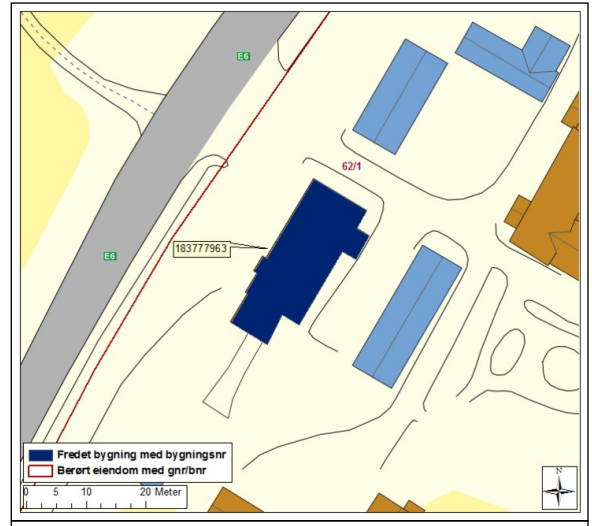 E6
62/1
183777963
E6
Fredet bygning med bygningsnr
Berørt eiendom med gnr/bnr
0 5 10 20 Meter
N